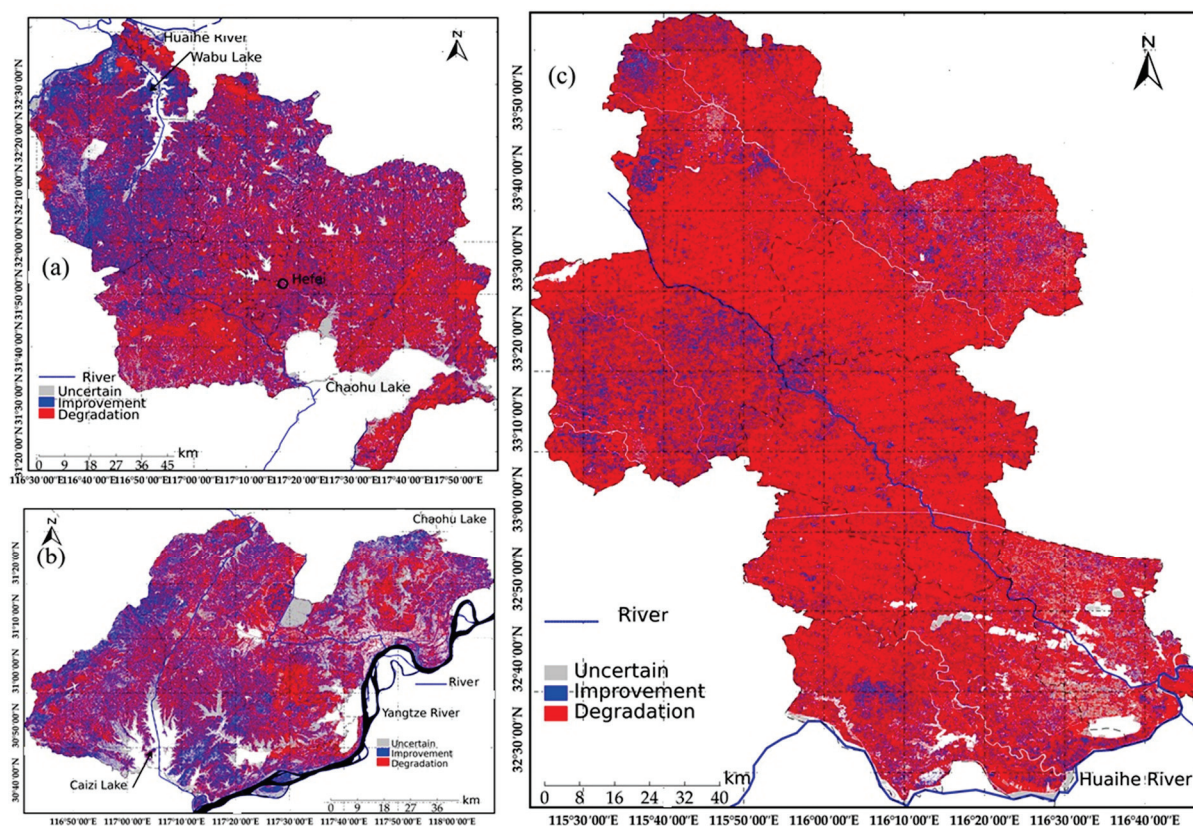 Huaihe River
Wabu Lake
N
(a)
Hefei
Chaohu Lake
River
Uncertain
Improvement
Degradation
km
0 9 18 27 36 45
32°30'00"N
32°20'00"N
32°10'00"N
32°00'00"N
31°50'00"N
31°40'00"N
31°30'00"N
31°20'00"N
116°30'00"E 116°40'00"E 116°50'00"E 117°00'00"E 117°10'00"E 117°20'00"E 117°30'00"E 117°40'00"E 117°50'00"E
N
(b)
Chaohu Lake
River
Yangtze River
Uncertain
Improvement
Degradation
Caizi Lake
km
0 9 18 27 36
31°20'00"N
31°10'00"N
31°00'00"N
30°50'00"N
30°40'00"N
116°50'00"E 117°00'00"E 117°10'00"E 117°20'00"E 117°30'00"E 117°40'00"E 117°50'00"E 118°00'00"E
(c)
N
River
Uncertain
Improvement
Degradation
km
0 8 16 24 32 40
Huaihe River
33°50'00"N
33°40'00"N
33°30'00"N
33°20'00"N
33°10'00"N
33°00'00"N
32°50'00"N
32°40'00"N
32°30'00"N
115°30'00"E 115°40'00"E 115°50'00"E 116°00'00"E 116°10'00"E 116°20'00"E 116°30'00"E 116°40'00"E